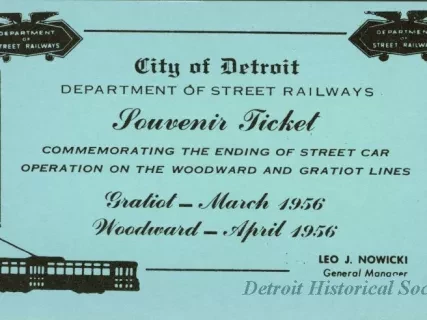 DEPARTMENT
OF
STREET RAILWAYS
DEPARTMENT
OF
STREET RAILWAYS
City of Detroit
DEPARTMENT OF STREET RAILWAYS
Souvenir Ticket
COMMEMORATING THE ENDING OF STREET CAR
OPERATION ON THE WOODWARD AND GRATIOT LINES
Gratiot — March 1956
Woodward — April 1956
LEO J. NOWICKI
General Manager
Detroit Historical Soc